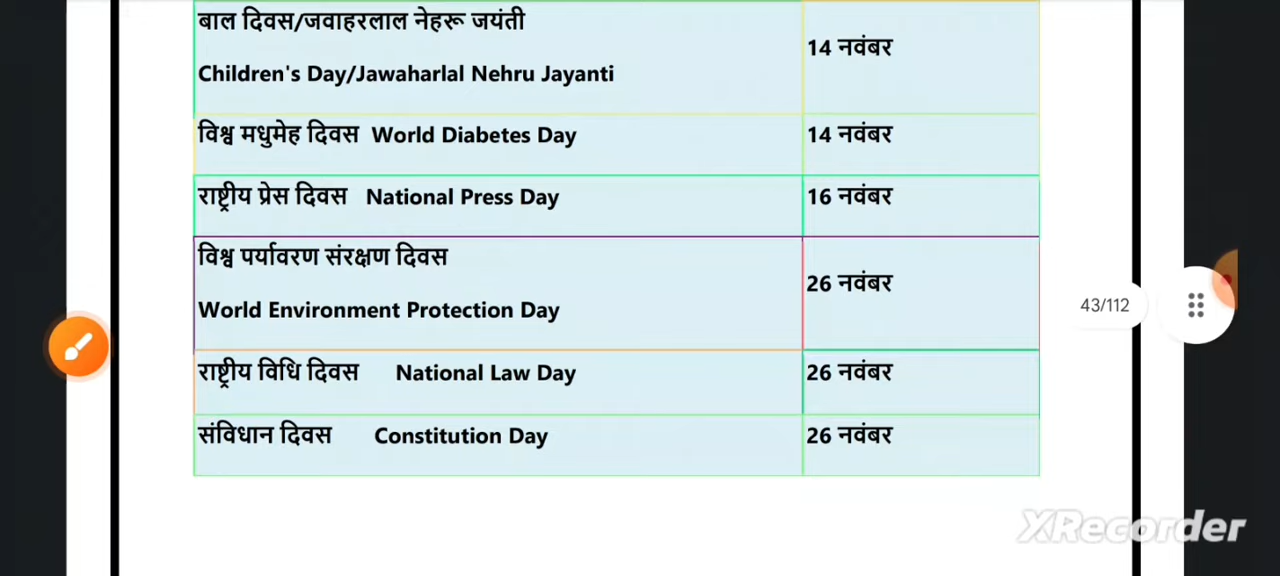 बाल दिवस/जवाहरलाल नेहरू जयंती
Children's Day/Jawaharlal Nehru Jayanti
14 नवंबर
विश्व मधुमेह दिवस World Diabetes Day
14 नवंबर
राष्ट्रीय प्रेस दिवस National Press Day
16 नवंबर
विश्व पर्यावरण संरक्षण दिवस
World Environment Protection Day
26 नवंबर
राष्ट्रीय विधि दिवस National Law Day
26 नवंबर
संविधान दिवस Constitution Day
26 नवंबर
43/112
XRecorder